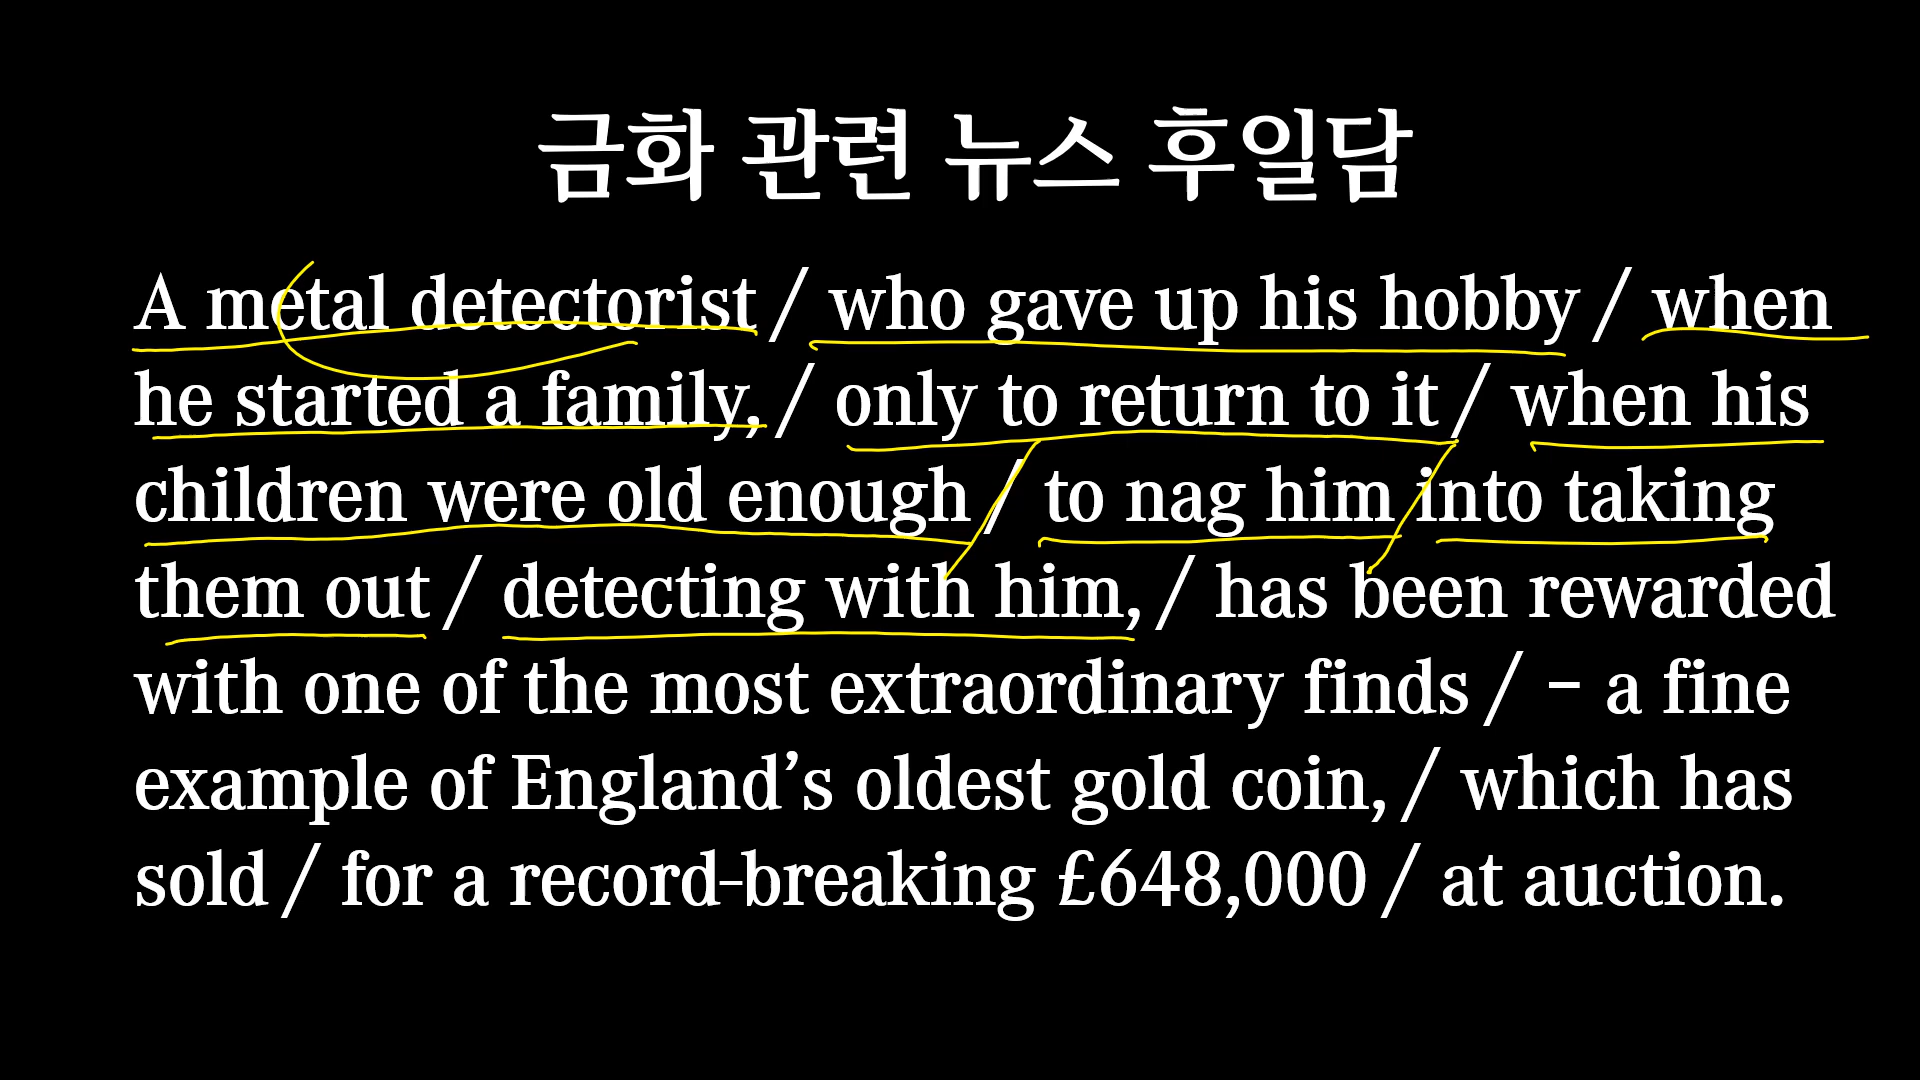 금화 관련 뉴스 후일담
A metal detectorist / who gave up his hobby / when
he started a family, / only to return to it / when his
children were old enough / to nag him into taking
them out / detecting with him, / has been rewarded
with one of the most extraordinary finds / – a fine
example of England’s oldest gold coin, / which has
sold / for a record-breaking £648,000 / at auction.